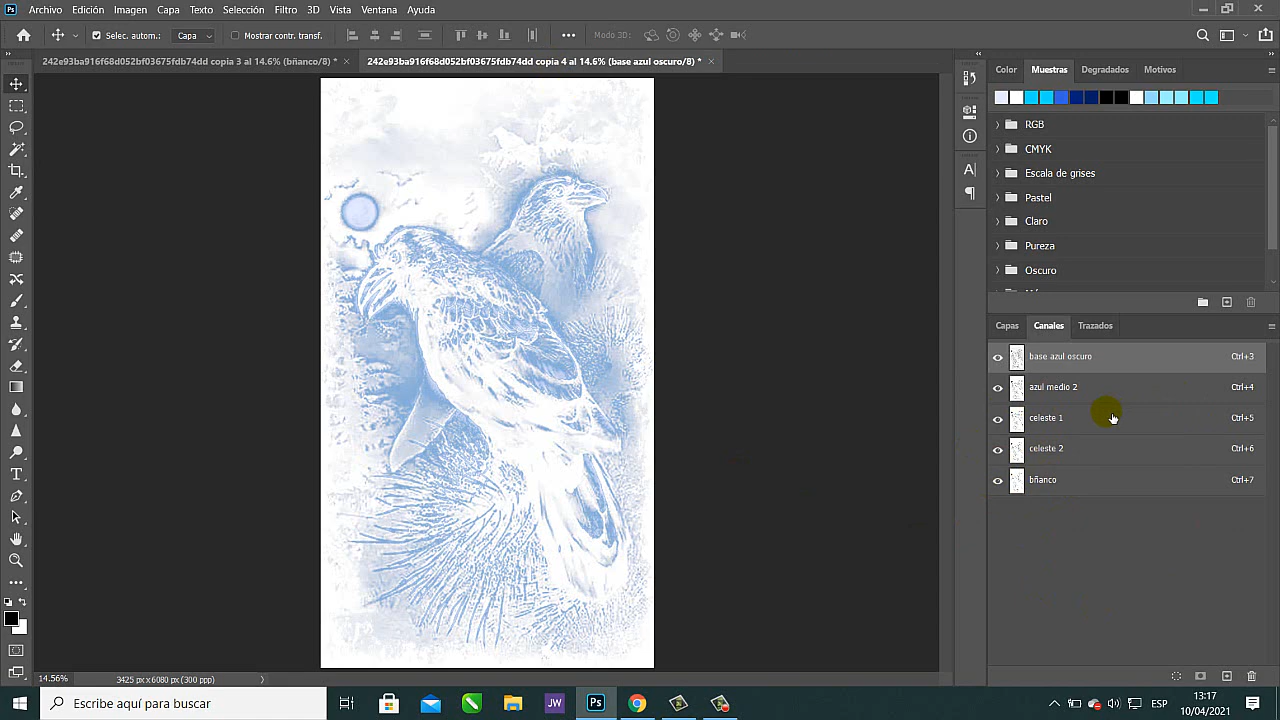 Ps Archivo Edición Imagen Capa Texto Selección Filtro 3D Vista Ventana Ayuda
Selec. autom.: Capa Mostrar contr. transf. Modo 3D:
242e93ba916f68d052bf03675fdb74dd copia 3 al 14.6% (bñanco/8) * × 242e93ba916f68d052bf03675fdb74dd copia 4 al 14.6% (base azul oscuro/8) * ×
Color Muestras Degradados Motivos
RGB
CMYK
Escala de grises
Pastel
Claro
Pureza
Oscuro
Capas Canales Trazados
base azul oscuro Ctrl+3
azul medio 2 Ctrl+4
celeste 1 Ctrl+5
celeste 2 Ctrl+6
bñanco Ctrl+7
14.56% 3425 px x 6080 px (300 ppp)
Escribe aquí para buscar JW Ps ESP 13:17
10/04/2021